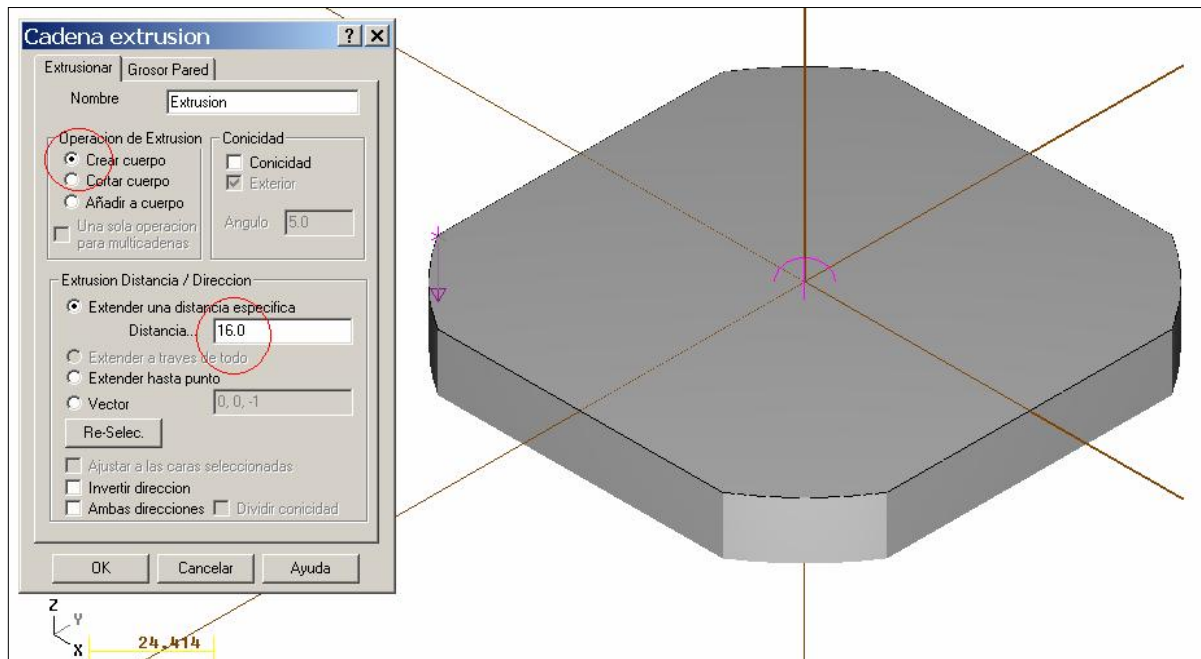 Cadena extrusion
Extrusionar Grosor Pared
Nombre Extrusion
Operacion de Extrusion Conicidad
Crear cuerpo Conicidad
Cortar cuerpo Exterior
Añadir a cuerpo
Una sola operacion Angulo 5.0
para multicadenas
Extrusion Distancia / Direccion
Extender una distancia especifica
Distancia... 16.0
Extender a traves de todo
Extender hasta punto
Vector 0, 0, -1
Re-Selec.
Ajustar a las caras seleccionadas
Invertir direccion
Ambas direcciones Dividir conicidad
OK Cancelar Ayuda
Z
Y
X 24.414